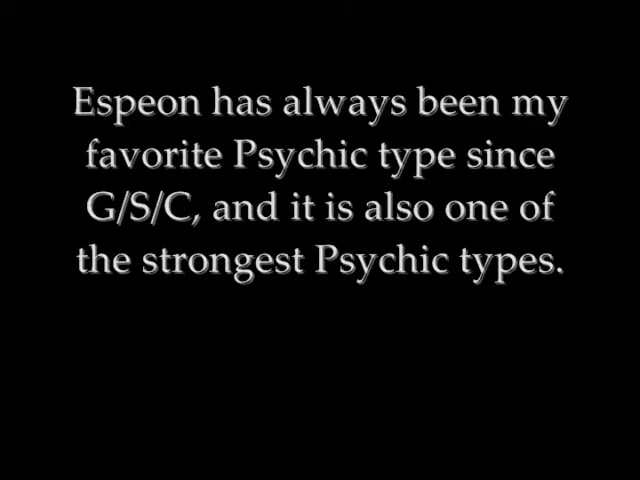 Espeon has always been my
favorite Psychic type since
G/S/C, and it is also one of
the strongest Psychic types.